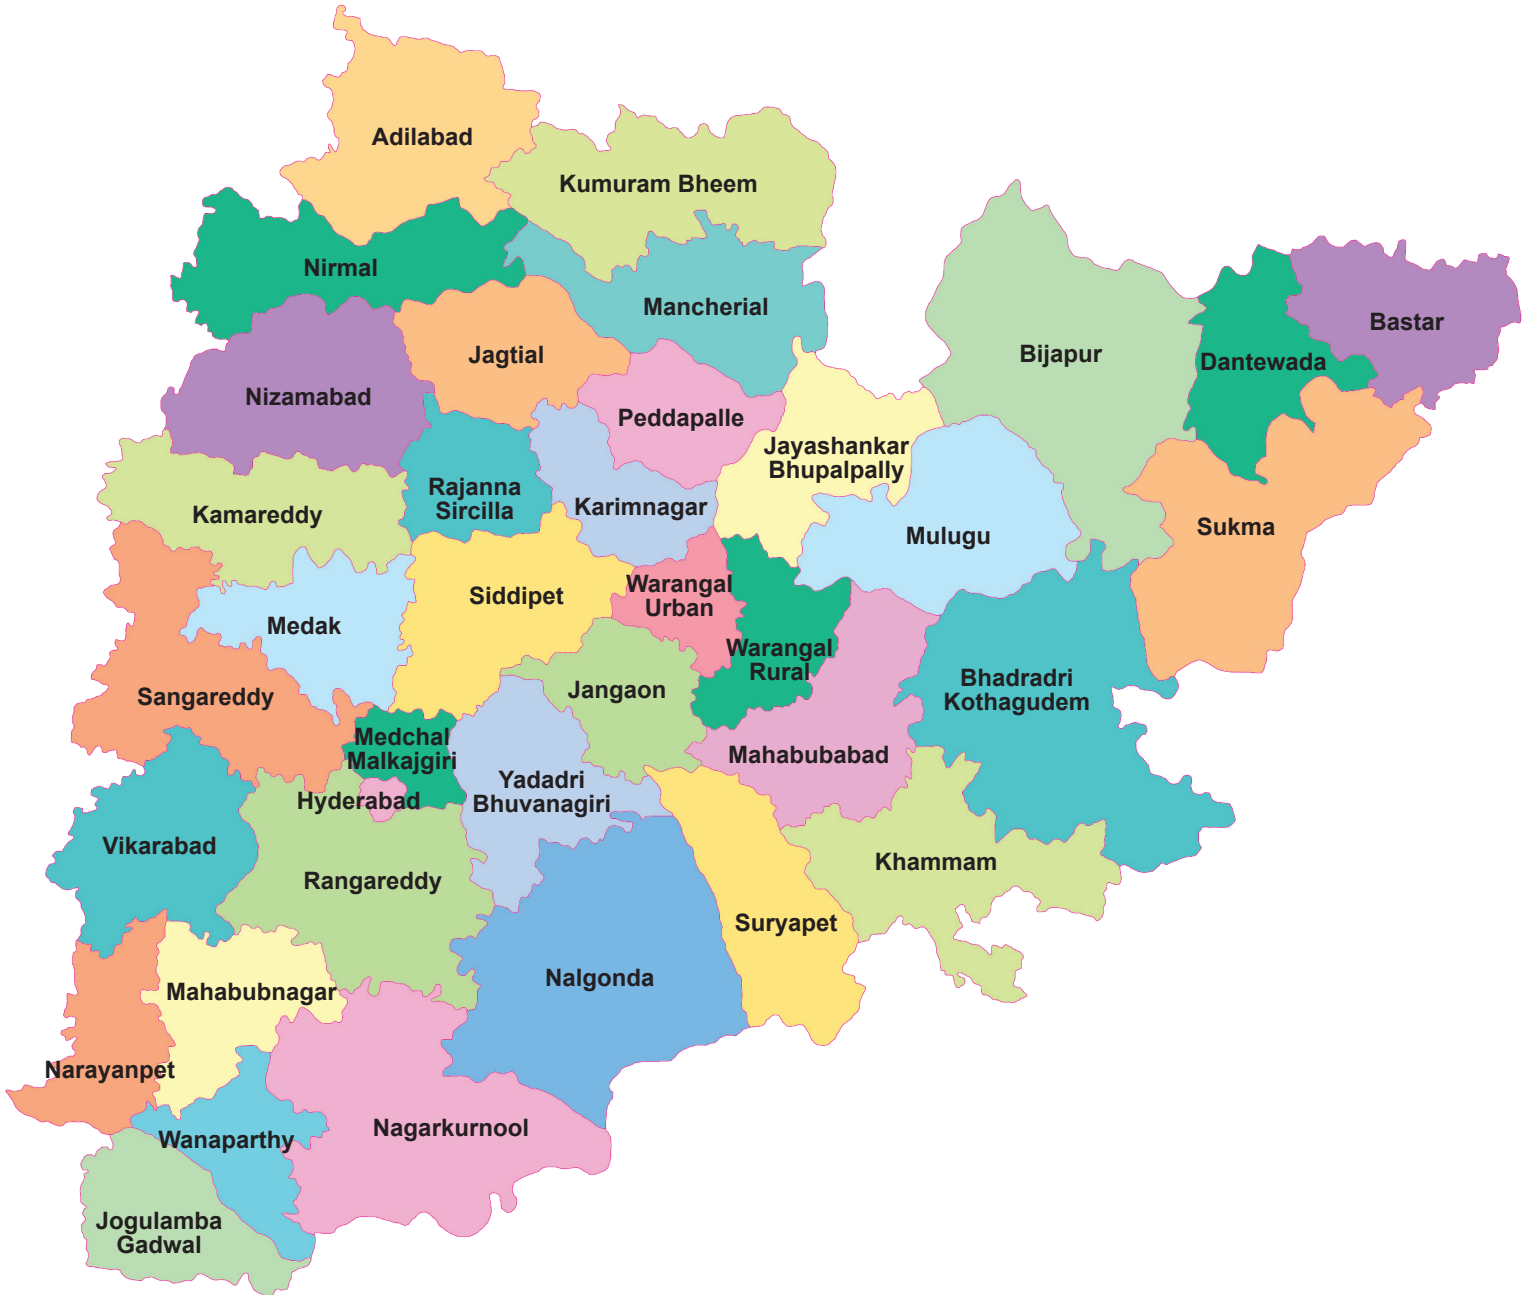 Adilabad
Kumuram Bheem
Nirmal
Mancherial
Bastar
Jagtial
Bijapur
Dantewada
Nizamabad
Peddapalle
Jayashankar
Bhupalpally
Rajanna
Sircilla
Karimnagar
Kamareddy
Mulugu
Sukma
Siddipet
Warangal
Urban
Medak
Warangal
Rural
Jangaon
Bhadradri
Kothagudem
Sangareddy
Medchal
Malkajgiri
Mahabubabad
Yadadri
Bhuvanagiri
Hyderabad
Vikarabad
Khammam
Rangareddy
Suryapet
Nalgonda
Mahabubnagar
Narayanpet
Nagarkurnool
Wanaparthy
Jogulamba
Gadwal